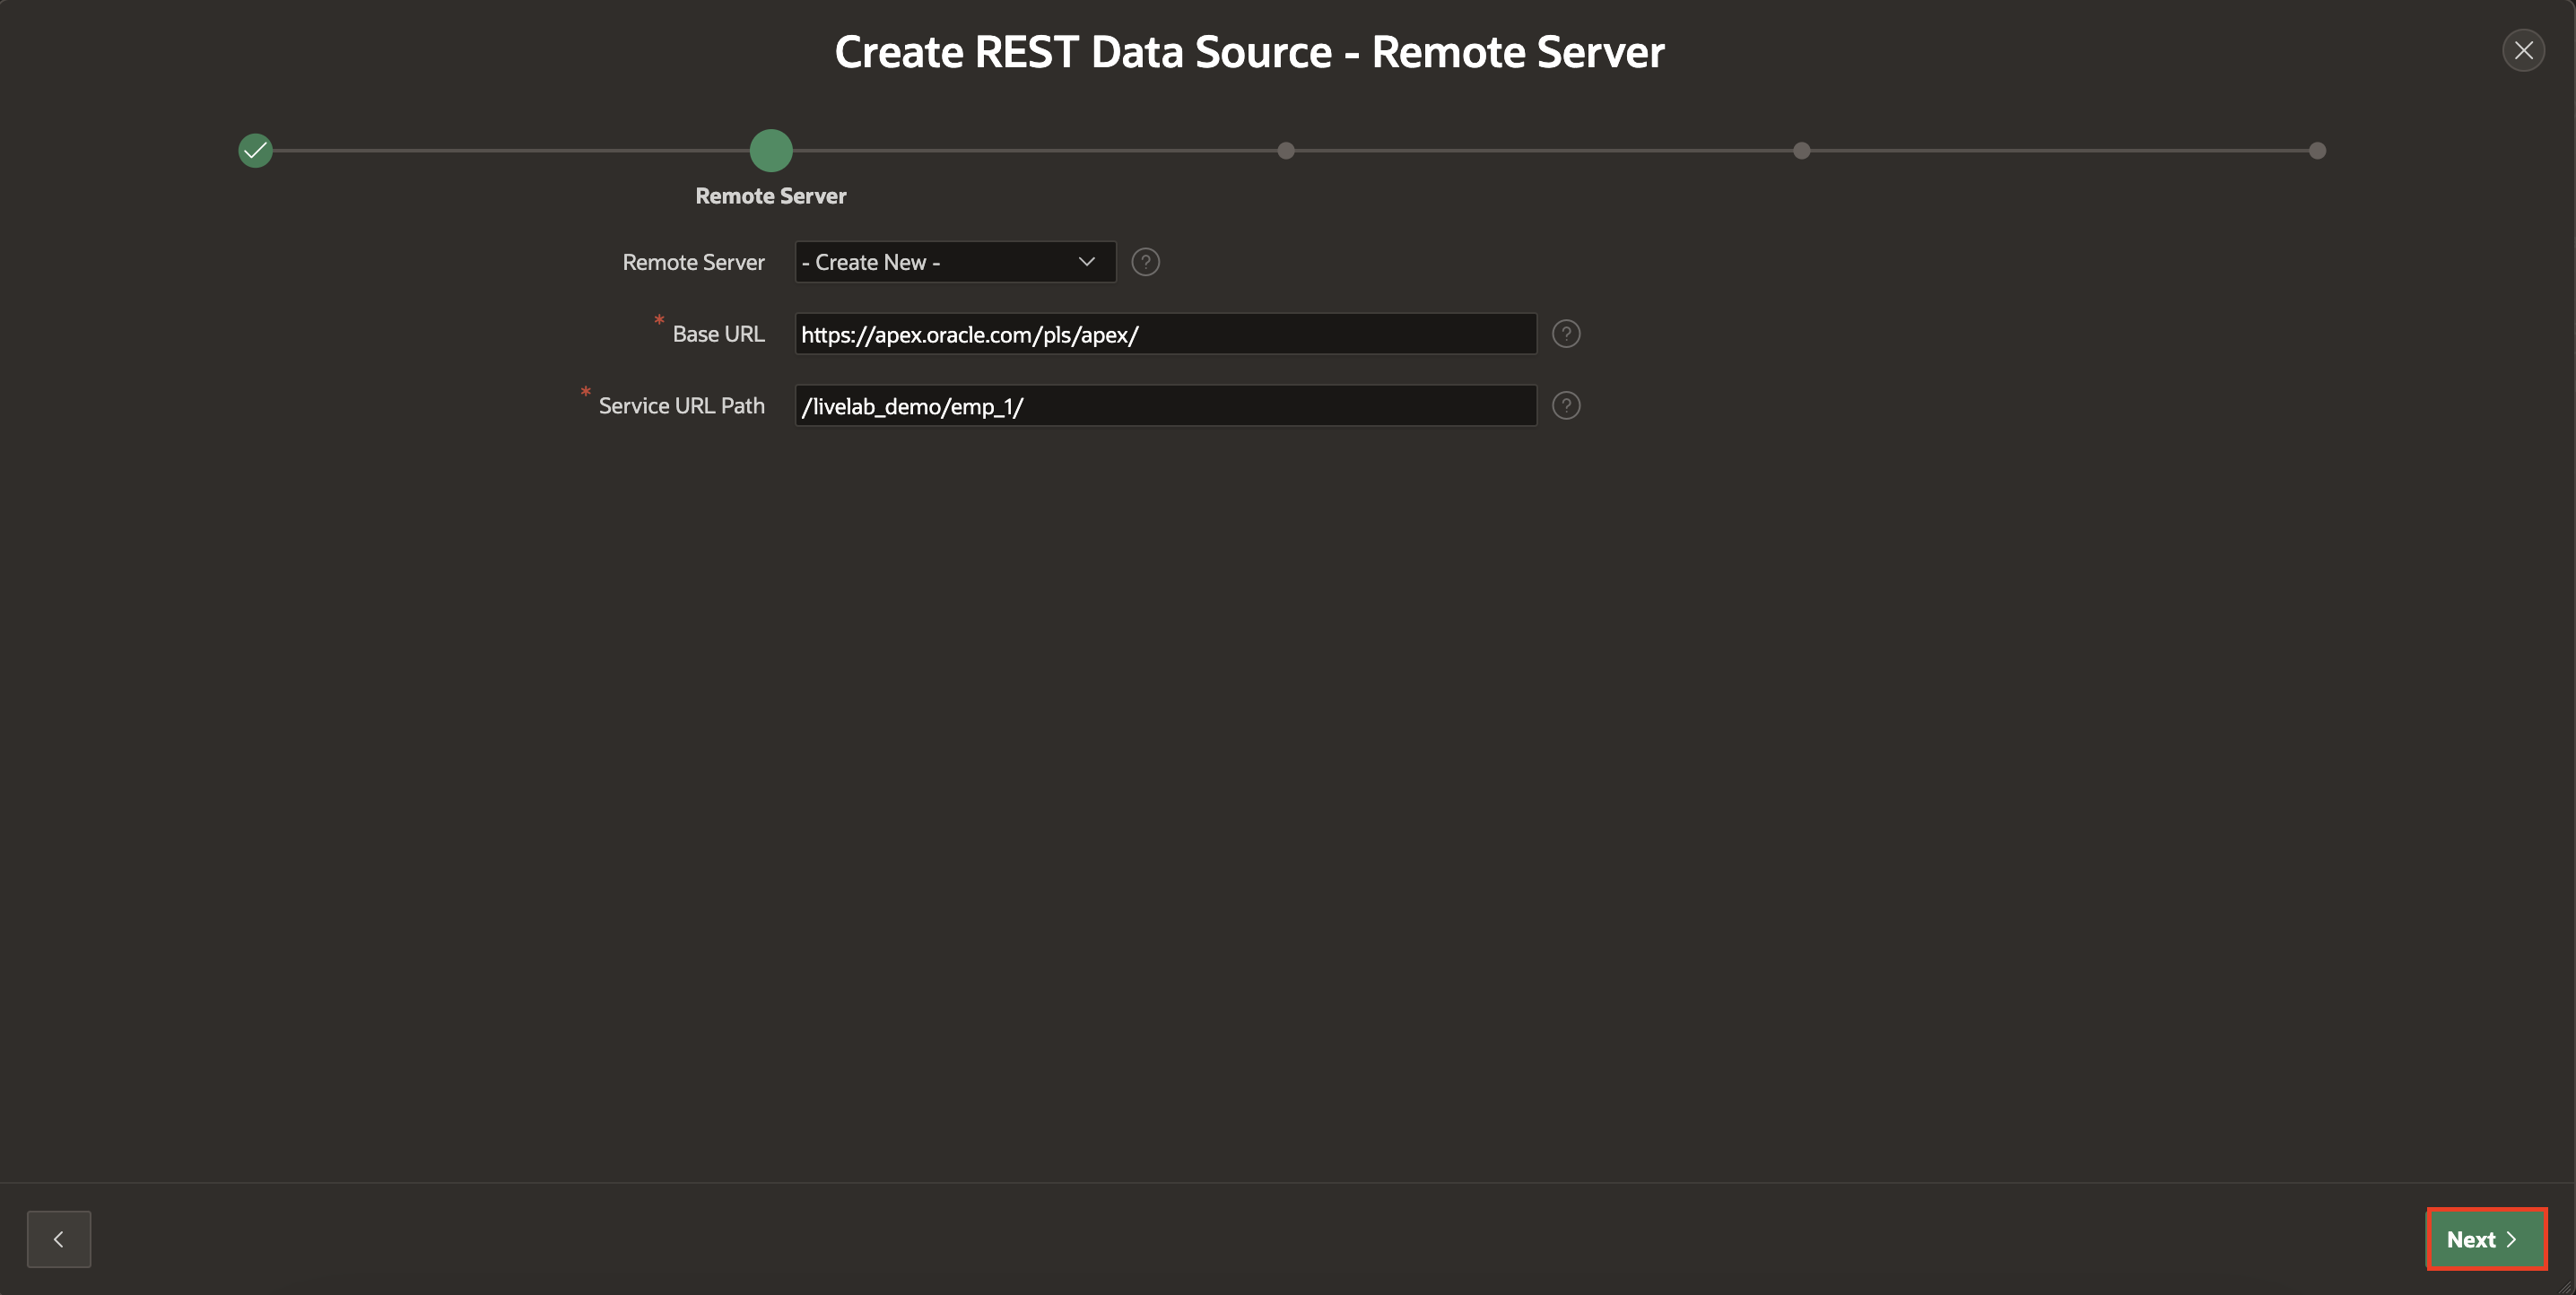 Create REST Data Source - Remote Server
Remote Server
Remote Server - Create New - ?
* Base URL https://apex.oracle.com/pls/apex/ ?
* Service URL Path /livelab_demo/emp_1/ ?
Next